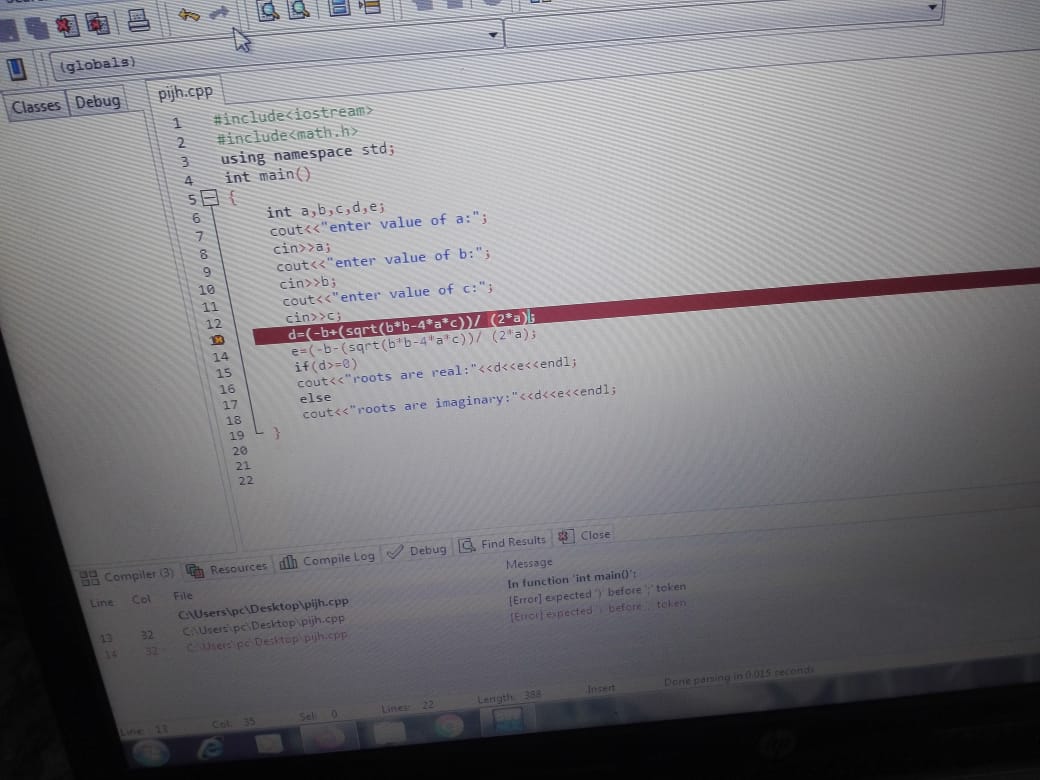 (globals)
Classes Debug
pijh.cpp
1 #include<iostream>
2 #include<math.h>
3 using namespace std;
4 int main()
5 {
6 int a,b,c,d,e;
7 cout<<"enter value of a:";
8 cin>>a;
9 cout<<"enter value of b:";
10 cin>>b;
11 cout<<"enter value of c:";
12 cin>>c;
d=(-b+(sqrt(b*b-4*a*c))/ (2*a);
14 e=(-b-(sqrt(b*b-4*a*c))/ (2*a);
15 if(d>=0)
16 cout<<"roots are real:"<<d<<e<<endl;
17 else
18 cout<<"roots are imaginary:"<<d<<e<<endl;
19 }
20
21
22
Compiler (3) Resources Compile Log Debug Find Results Close
Line Col File Message
C:\Users\pc\Desktop\pijh.cpp In function 'int main()':
13 32 C:\Users\pc\Desktop\pijh.cpp [Error] expected ')' before ';' token
14 32 C:\Users\pc\Desktop\pijh.cpp [Error] expected ')' before ';' token
Line: 13 Col: 35 Sel: 0 Lines: 22 Length: 388 Insert Done parsing in 0.015 seconds
hp